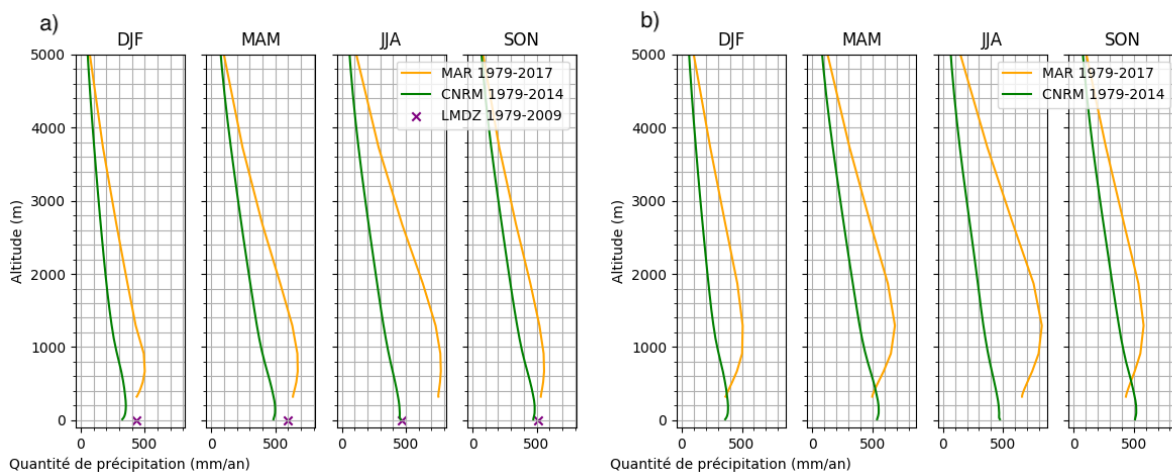 a)
DJF MAM JJA SON
5000
4000
3000
2000
1000
0
Altitude (m)
MAR 1979-2017
CNRM 1979-2014
LMDZ 1979-2009
0 500 0 500 0 500 0 500
Quantité de précipitation (mm/an)
b)
DJF MAM JJA SON
5000
4000
3000
2000
1000
0
Altitude (m)
MAR 1979-2017
CNRM 1979-2014
0 500 0 500 0 500 0 500
Quantité de précipitation (mm/an)